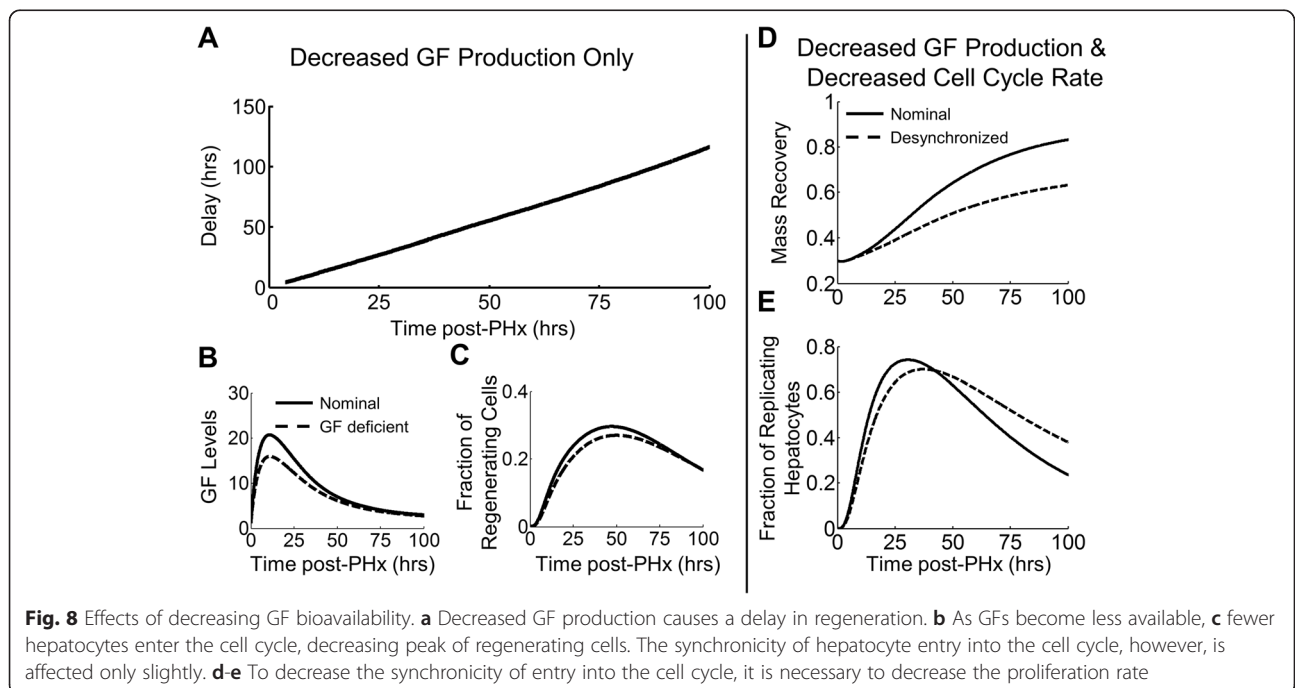 A
Decreased GF Production Only
150
100
50
0
Delay (hrs)
0 25 50 75 100
Time post-PHx (hrs)
B
30
20
10
0
GF Levels
Nominal
GF deficient
0 25 50 75 100
Time post-PHx (hrs)
C
0.4
0.2
0
Fraction of
Regenerating Cells
0 25 50 75 100
Time post-PHx (hrs)
D
Decreased GF Production &
Decreased Cell Cycle Rate
1
0.8
0.6
0.4
0.2
Mass Recovery
Nominal
Desynchronized
0 25 50 75 100
E
0.8
0.6
0.4
0.2
0
Fraction of Replicating
Hepatocytes
0 25 50 75 100
Time post-PHx (hrs)
Fig. 8 Effects of decreasing GF bioavailability. a Decreased GF production causes a delay in regeneration. b As GFs become less available, c fewer
hepatocytes enter the cell cycle, decreasing peak of regenerating cells. The synchronicity of hepatocyte entry into the cell cycle, however, is
affected only slightly. d-e To decrease the synchronicity of entry into the cell cycle, it is necessary to decrease the proliferation rate